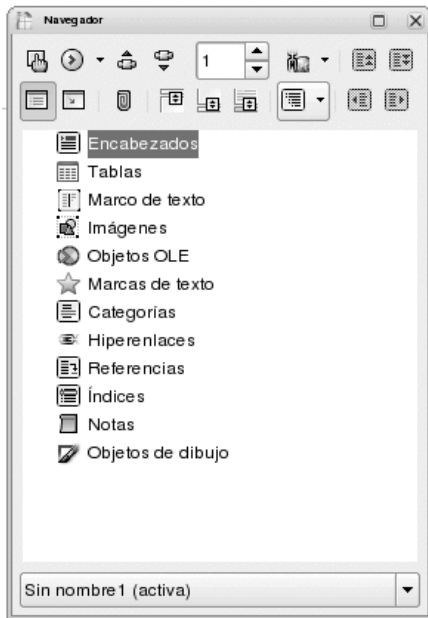 Navegador
1
Encabezados
Tablas
Marco de texto
Imágenes
Objetos OLE
Marcas de texto
Categorías
Hiperenlaces
Referencias
Índices
Notas
Objetos de dibujo
Sin nombre1 (activa)